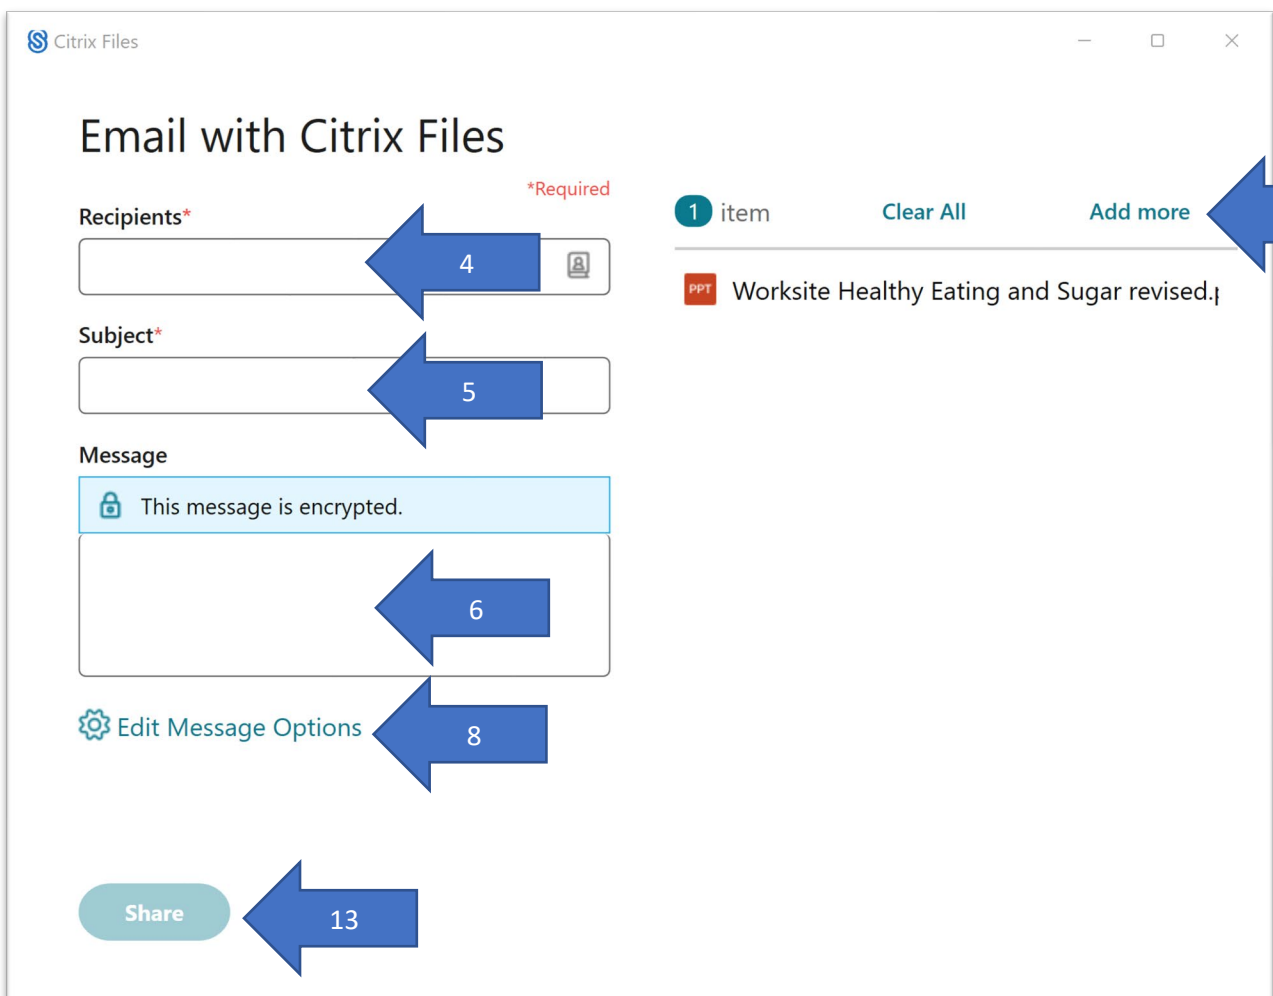 Citrix Files
Email with Citrix Files
*Required
Recipients*
4
Subject*
5
Message
This message is encrypted.
6
Edit Message Options
8
Share
13
1 item Clear All Add more
PPT Worksite Healthy Eating and Sugar revised.